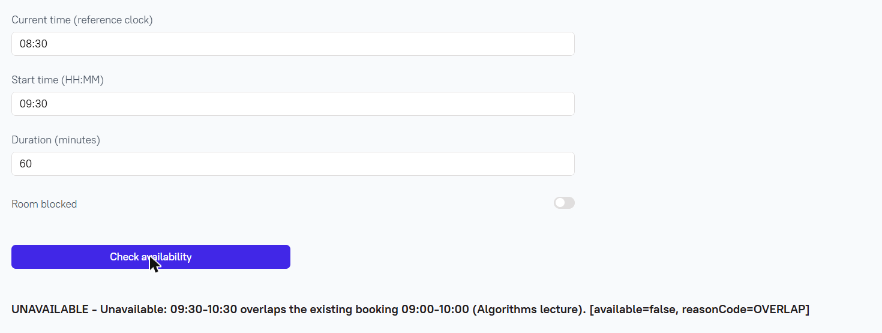 Current time (reference clock)
08:30
Start time (HH:MM)
09:30
Duration (minutes)
60
Room blocked
Check availability
UNAVAILABLE - Unavailable: 09:30-10:30 overlaps the existing booking 09:00-10:00 (Algorithms lecture). [available=false, reasonCode=OVERLAP]